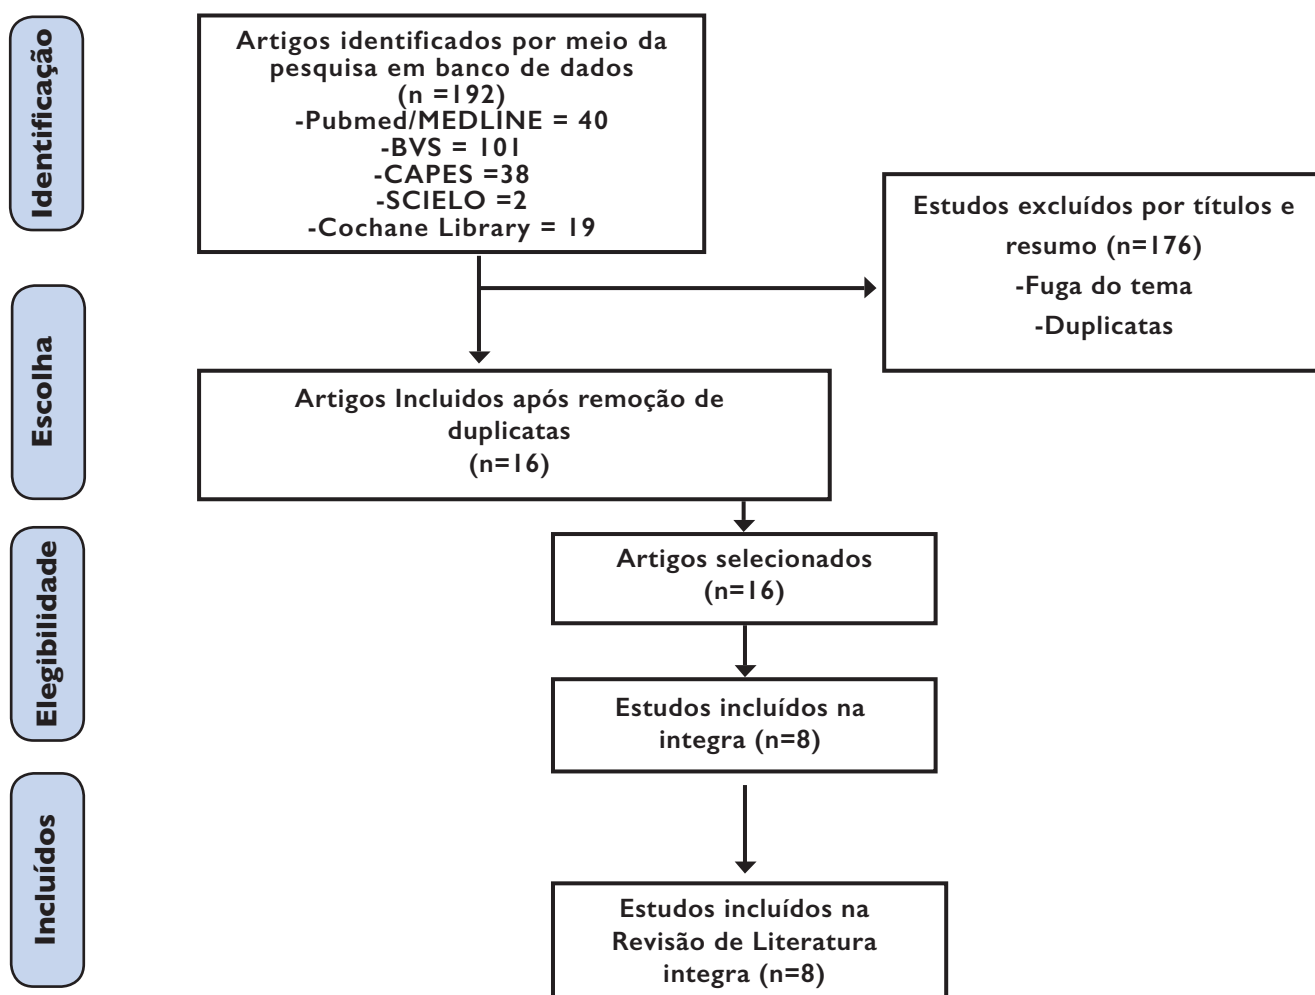 Identificação
Artigos identificados por meio da
pesquisa em banco de dados
(n =192)
-Pubmed/MEDLINE = 40
-BVS = 101
-CAPES =38
-SCIELO =2
-Cochane Library = 19
Estudos excluídos por títulos e
resumo (n=176)
-Fuga do tema
-Duplicatas
Escolha
Artigos Incluidos após remoção de
duplicatas
(n=16)
Elegibilidade
Artigos selecionados
(n=16)
Estudos incluídos na
integra (n=8)
Incluídos
Estudos incluídos na
Revisão de Literatura
integra (n=8)